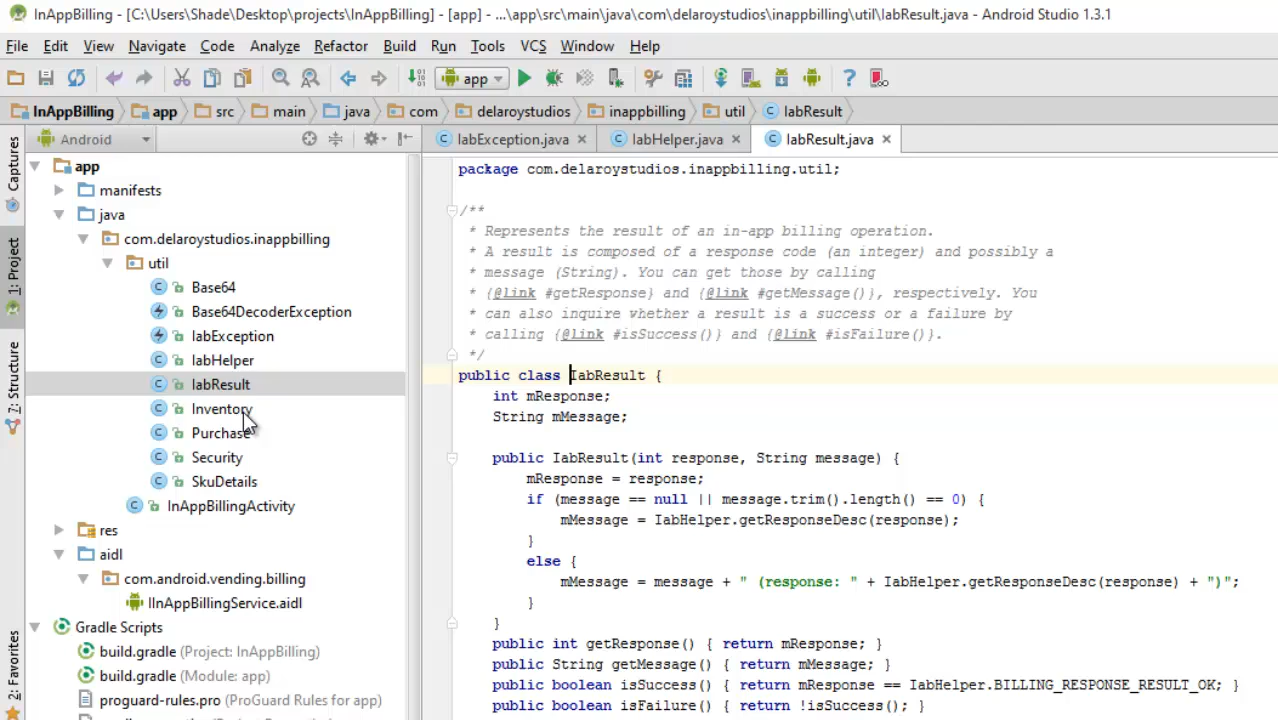 InAppBilling - [C:\Users\Shade\Desktop\projects\InAppBilling] - [app] - ...\app\src\main\java\com\delaroystudios\inappbilling\util\IabResult.java - Android Studio 1.3.1
File Edit View Navigate Code Analyze Refactor Build Run Tools VCS Window Help
app
InAppBilling app src main java com delaroystudios inappbilling util IabResult
Android
IabException.java IabHelper.java IabResult.java
Captures
1: Project
7: Structure
2: Favorites
app
manifests
java
com.delaroystudios.inappbilling
util
Base64
Base64DecoderException
IabException
IabHelper
IabResult
Inventory
Purchase
Security
SkuDetails
InAppBillingActivity
res
aidl
com.android.vending.billing
IInAppBillingService.aidl
Gradle Scripts
build.gradle (Project: InAppBilling)
build.gradle (Module: app)
proguard-rules.pro (ProGuard Rules for app)
package com.delaroystudios.inappbilling.util;
/**
* Represents the result of an in-app billing operation.
* A result is composed of a response code (an integer) and possibly a
* message (String). You can get those by calling
* {@link #getResponse} and {@link #getMessage()}, respectively. You
* can also inquire whether a result is a success or a failure by
* calling {@link #isSuccess()} and {@link #isFailure()}.
*/
public class IabResult {
int mResponse;
String mMessage;
public IabResult(int response, String message) {
mResponse = response;
if (message == null || message.trim().length() == 0) {
mMessage = IabHelper.getResponseDesc(response);
}
else {
mMessage = message + " (response: " + IabHelper.getResponseDesc(response) + ")";
}
}
public int getResponse() { return mResponse; }
public String getMessage() { return mMessage; }
public boolean isSuccess() { return mResponse == IabHelper.BILLING_RESPONSE_RESULT_OK; }
public boolean isFailure() { return !isSuccess(); }